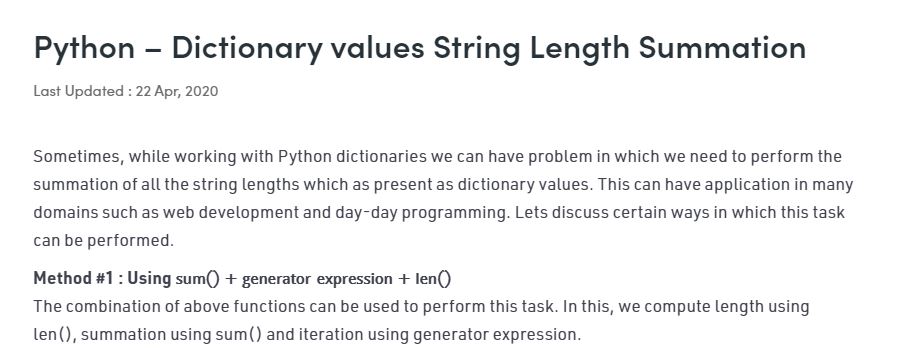 Python – Dictionary values String Length Summation
Last Updated : 22 Apr, 2020
Sometimes, while working with Python dictionaries we can have problem in which we need to perform the
summation of all the string lengths which as present as dictionary values. This can have application in many
domains such as web development and day-day programming. Lets discuss certain ways in which this task
can be performed.
Method #1 : Using sum() + generator expression + len()
The combination of above functions can be used to perform this task. In this, we compute length using
len(), summation using sum() and iteration using generator expression.